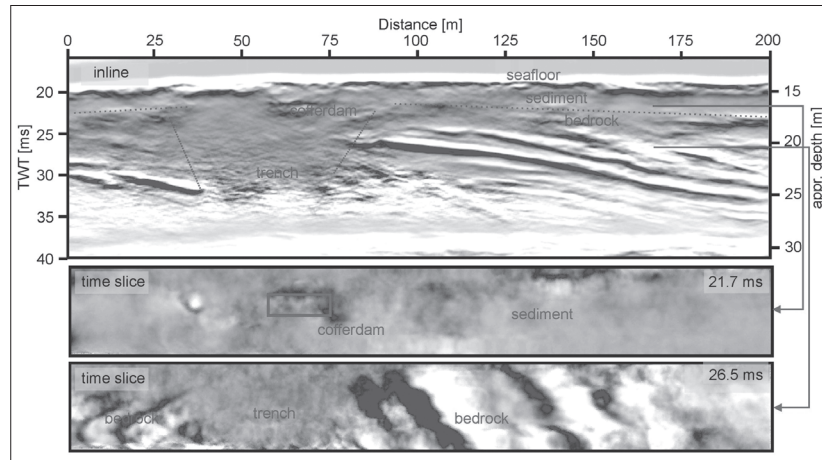 Distance [m]
0 25 50 75 100 125 150 175 200
inline
seafloor
sediment
cofferdam
bedrock
trench
TWT [ms]
20
25
30
35
40
15
20
25
30
appr. depth [m]
time slice
21.7 ms
cofferdam
sediment
time slice
26.5 ms
bedrock
trench
bedrock